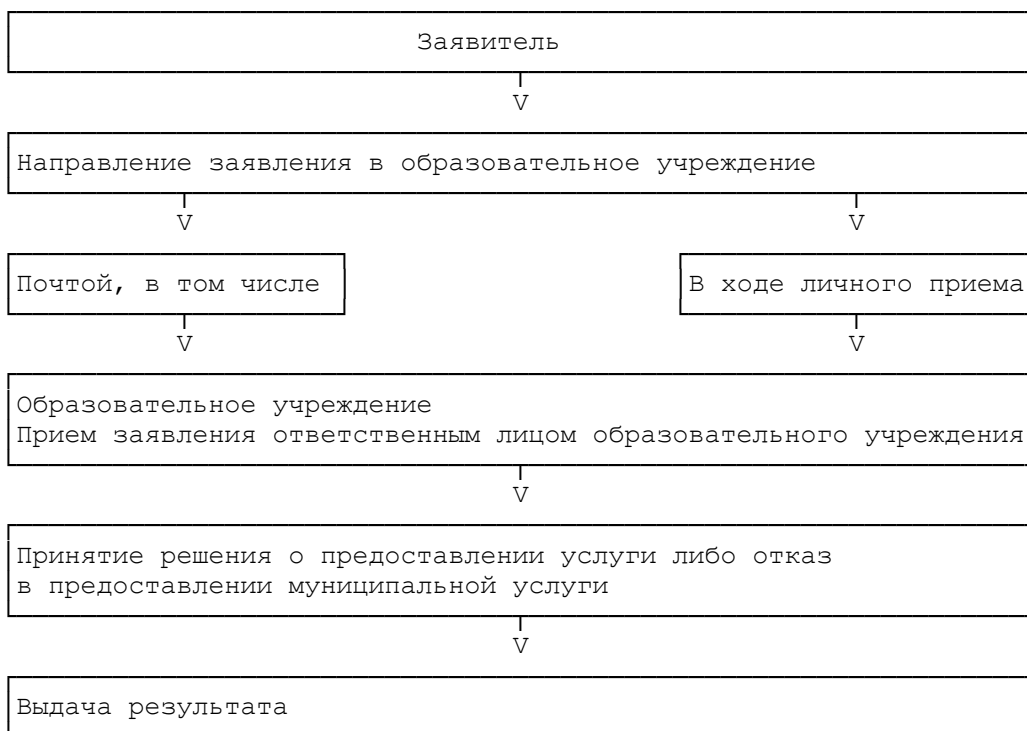 Заявитель
V
Направление заявления в образовательное учреждение
V V
Почтой, в том числе В ходе личного приема
V V
Образовательное учреждение
Прием заявления ответственным лицом образовательного учреждения
V
Принятие решения о предоставлении услуги либо отказ
в предоставлении муниципальной услуги
V
Выдача результата